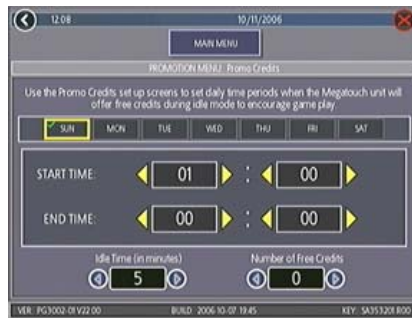 12:08 10/11/2006
MAIN MENU
PROMOTION MENU: Promo Credits
Use the Promo Credits set up screens to set daily time periods when the Megatouch unit will
offer free credits during idle mode to encourage game play.
SUN MON TUE WED THU FRI SAT
START TIME: 01 : 00
END TIME: 00 : 00
Idle Time (in minutes) Number of Free Credits
5 0
VER: PG3002-01 V22.00 BUILD 2006-10-07 19:45 KEY: SA353201 R00